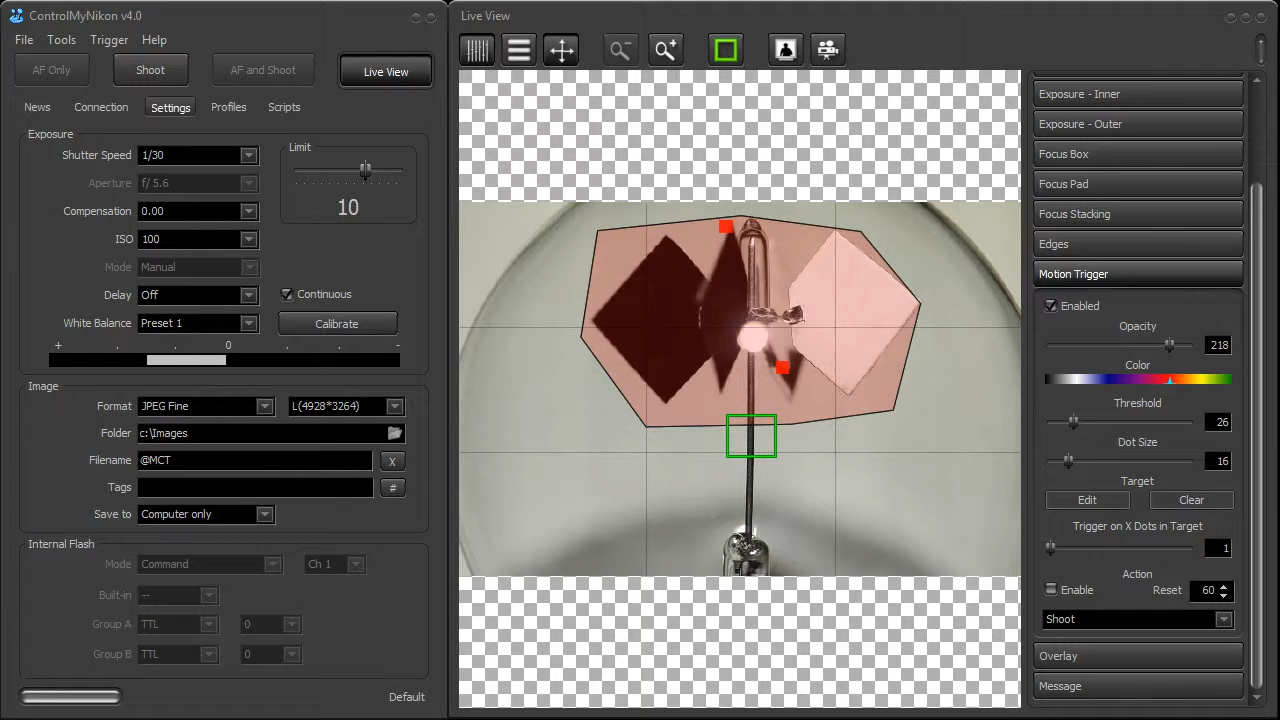 ControlMyNikon v4.0
File Tools Trigger Help
AF Only Shoot AF and Shoot Live View
News Connection Settings Profiles Scripts
Exposure
Shutter Speed 1/30
Aperture f/ 5.6
Compensation 0.00
ISO 100
Mode Manual
Delay Off
White Balance Preset 1
Limit
10
Continuous
Calibrate
+ . . 0 . . -
Image
Format JPEG Fine L(4928*3264)
Folder c:\Images
Filename @MCT X
Tags #
Save to Computer only
Internal Flash
Mode Command Ch 1
Built-in --
Group A TTL 0
Group B TTL 0
Default
Live View
Exposure - Inner
Exposure - Outer
Focus Box
Focus Pad
Focus Stacking
Edges
Motion Trigger
Enabled
Opacity
218
Color
Threshold
26
Dot Size
16
Target
Edit Clear
Trigger on X Dots in Target
1
Action
Enable Reset 60
Shoot
Overlay
Message